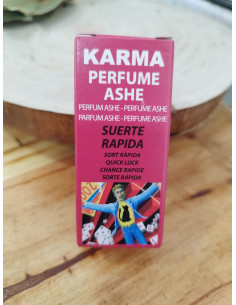 KARMA
PERFUME
ASHE
PERFUM ASHE - PERFUME ASHE
PARFUM ASHE - PERFUME ASHE
SUERTE
RAPIDA
SORT RÀPIDA
QUICK LUCK
CHANCE RAPIDE
SORTE RAPIDA